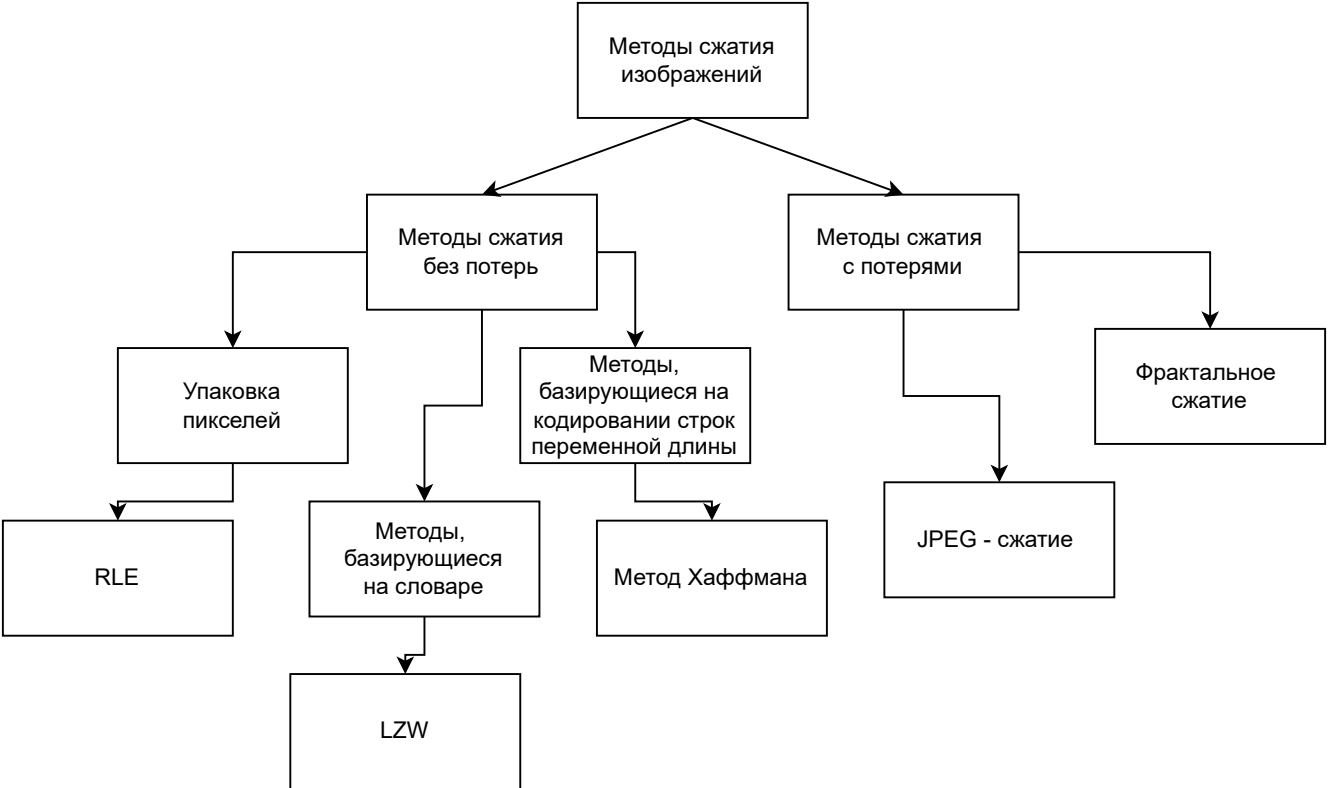 Методы сжатия
изображений
Методы сжатия
без потерь
Методы сжатия
с потерями
Упаковка
пикселей
Методы,
базирующиеся на
кодировании строк
переменной длины
Фрактальное
сжатие
RLE
Методы,
базирующиеся
на словаре
Метод Хаффмана
JPEG - сжатие
LZW